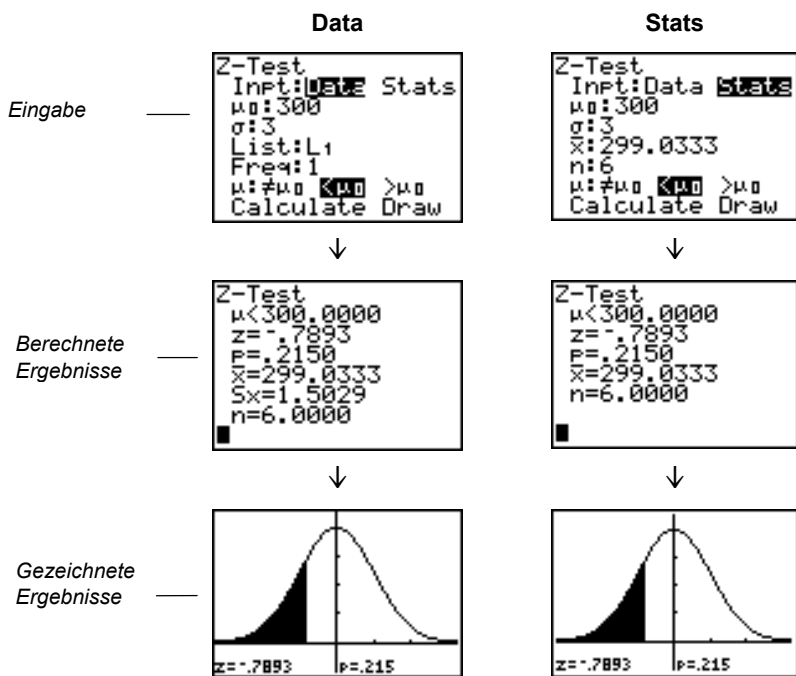 Data
Stats
Eingabe
Z-Test
Inpt:Data Stats
μ0:300
σ:3
List:L1
Freq:1
μ:≠μ0 <μ0 >μ0
Calculate Draw
Z-Test
Inpt:Data Stats
μ0:300
σ:3
x̄:299.0333
n:6
μ:≠μ0 <μ0 >μ0
Calculate Draw
Berechnete
Ergebnisse
Z-Test
μ<300.0000
z=-.7893
p=.2150
x̄=299.0333
Sx=1.5029
n=6.0000
Z-Test
μ<300.0000
z=-.7893
p=.2150
x̄=299.0333
n=6.0000
Gezeichnete
Ergebnisse
z=-.7893 p=.215
z=-.7893 p=.215